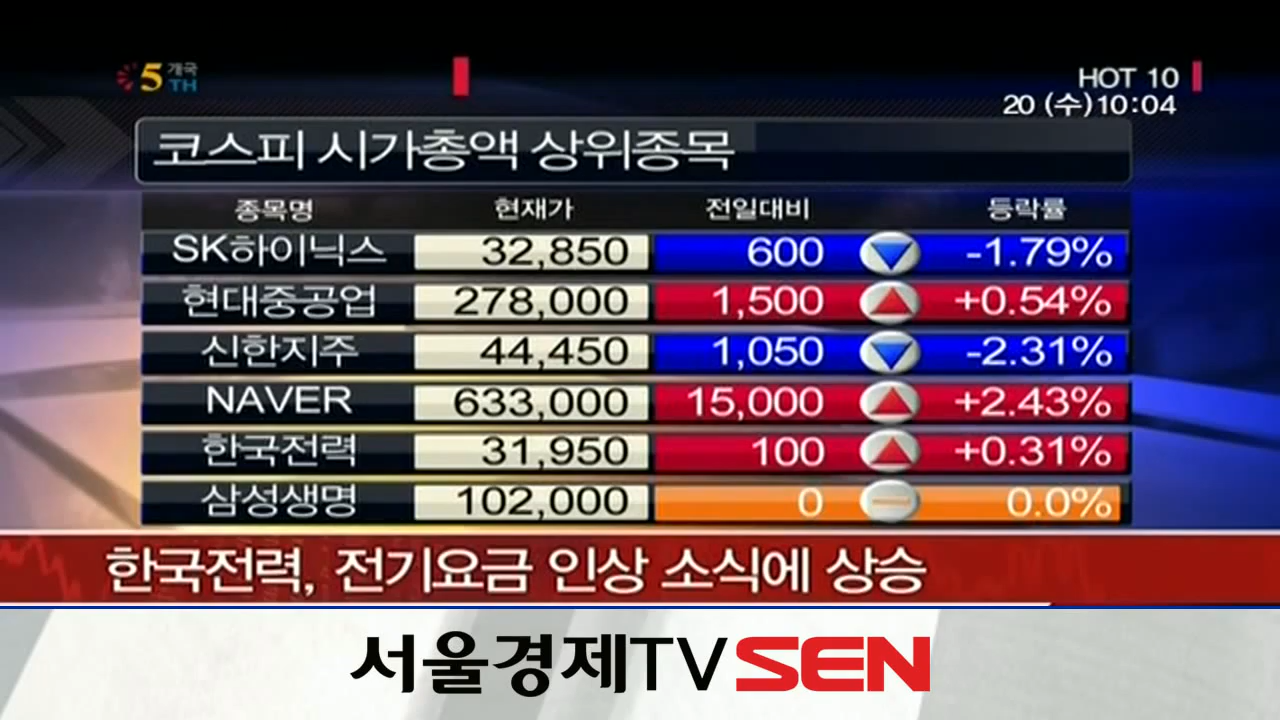 5 개국
TH
HOT 10
20 (수) 10:04
코스피 시가총액 상위종목
종목명 현재가 전일대비 등락률
SK하이닉스 32,850 600 ▼ -1.79%
현대중공업 278,000 1,500 ▲ +0.54%
신한지주 44,450 1,050 ▼ -2.31%
NAVER 633,000 15,000 ▲ +2.43%
한국전력 31,950 100 ▲ +0.31%
삼성생명 102,000 0 - 0.0%
한국전력, 전기요금 인상 소식에 상승
서울경제TV SEN